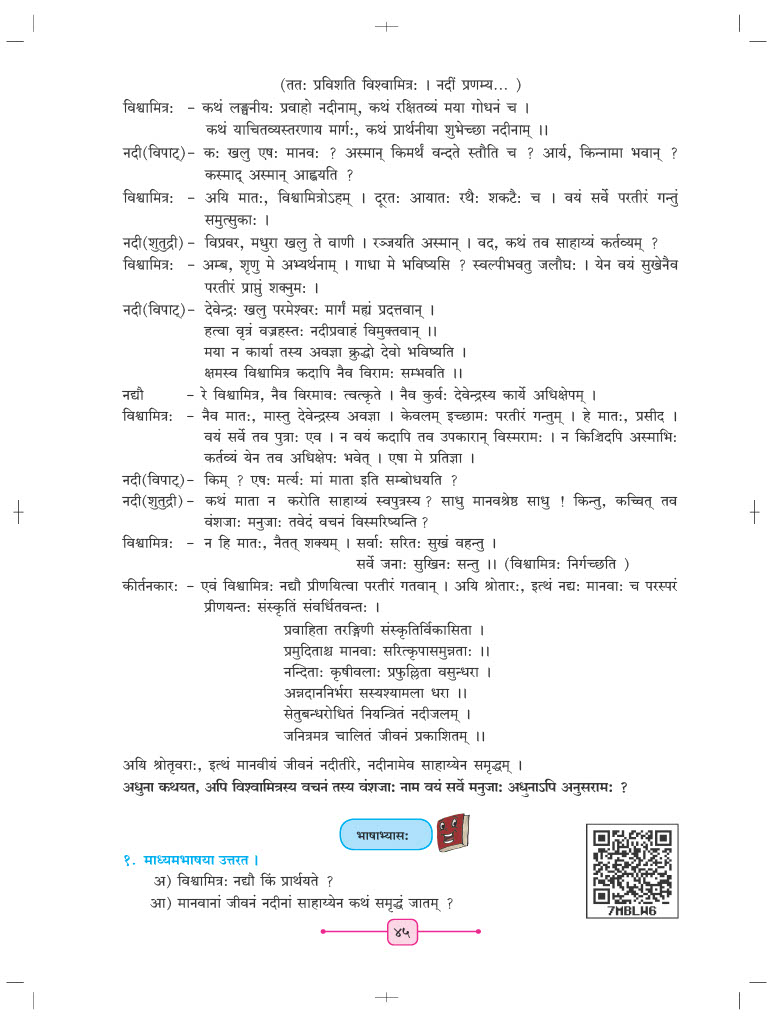 (ततः प्रविशति विश्वामित्रः । नदीं प्रणम्य... )
विश्वामित्रः - कथं लङ्घनीयः प्रवाहो नदीनाम्, कथं रक्षितव्यं मया गोधनं च ।
कथं याचितव्यस्तरणाय मार्गः, कथं प्रार्थनीया शुभेच्छा नदीनाम् ।।
नदी(विपाट्)- कः खलु एषः मानवः ? अस्मान् किमर्थं वन्दते स्तौति च ? आर्य, किन्नामा भवान् ?
कस्माद् अस्मान् आह्वयति ?
विश्वामित्रः - अयि मातः, विश्वामित्रोऽहम् । दूरतः आयातः रथैः शकटैः च । वयं सर्वे परतीरं गन्तुं
समुत्सुकाः ।
नदी(शुतुद्री)- विप्रवर, मधुरा खलु ते वाणी । रञ्जयति अस्मान् । वद, कथं तव साहाय्यं कर्तव्यम् ?
विश्वामित्रः - अम्ब, शृणु मे अभ्यर्थनाम् । गाधा मे भविष्यसि ? स्वल्पीभवतु जलौघः । येन वयं सुखेनैव
परतीरं प्राप्तुं शक्नुमः ।
नदी(विपाट्)- देवेन्द्रः खलु परमेश्वरः मार्गं मह्यं प्रदत्तवान् ।
हत्वा वृत्रं वज्रहस्तः नदीप्रवाहं विमुक्तवान् ।।
मया न कार्या तस्य अवज्ञा क्रुद्धो देवो भविष्यति ।
क्षमस्व विश्वामित्र कदापि नैव विरामः सम्भवति ।।
नद्यौ - रे विश्वामित्र, नैव विरमावः त्वत्कृते । नैव कुर्वः देवेन्द्रस्य कार्ये अधिक्षेपम् ।
विश्वामित्रः - नैव मातः, मास्तु देवेन्द्रस्य अवज्ञा । केवलम् इच्छामः परतीरं गन्तुम् । हे मातः, प्रसीद ।
वयं सर्वे तव पुत्राः एव । न वयं कदापि तव उपकारान् विस्मरामः । न किञ्चिदपि अस्माभिः
कर्तव्यं येन तव अधिक्षेपः भवेत् । एषा मे प्रतिज्ञा ।
नदी(विपाट्)- किम् ? एषः मर्त्यः मां माता इति सम्बोधयति ?
नदी(शुतुद्री)- कथं माता न करोति साहाय्यं स्वपुत्रस्य ? साधु मानवश्रेष्ठ साधु ! किन्तु, कच्चित् तव
वंशजाः मनुजाः तवेदं वचनं विस्मरिष्यन्ति ?
विश्वामित्रः - न हि मातः, नैतत् शक्यम् । सर्वाः सरितः सुखं वहन्तु ।
सर्वे जनाः सुखिनः सन्तु ।। (विश्वामित्रः निर्गच्छति )
कीर्तनकारः - एवं विश्वामित्रः नद्यौ प्रीणयित्वा परतीरं गतवान् । अयि श्रोतारः, इत्थं नद्यः मानवाः च परस्परं
प्रीणयन्तः संस्कृतिं संवर्धितवन्तः ।
प्रवाहिता तरङ्गिणी संस्कृतिर्विकासिता ।
प्रमुदिताश्च मानवाः सरित्कृपासमुन्नताः ।।
नन्दिताः कृषीवलाः प्रफुल्लिता वसुन्धरा ।
अन्नदाननिर्भरा सस्यश्यामला धरा ।।
सेतुबन्धरोधितं नियन्त्रितं नदीजलम् ।
जनित्रमत्र चालितं जीवनं प्रकाशितम् ।।
अयि श्रोतृवराः, इत्थं मानवीयं जीवनं नदीतीरे, नदीनामेव साहाय्येन समृद्धम् ।
अधुना कथयत, अपि विश्वामित्रस्य वचनं तस्य वंशजाः नाम वयं सर्वे मनुजाः अधुनाऽपि अनुसरामः ?
भाषाभ्यासः
१. माध्यमभाषया उत्तरत ।
अ) विश्वामित्रः नद्यौ किं प्रार्थयते ?
आ) मानवानां जीवनं नदीनां साहाय्येन कथं समृद्धं जातम् ?
7MBLW6
४५